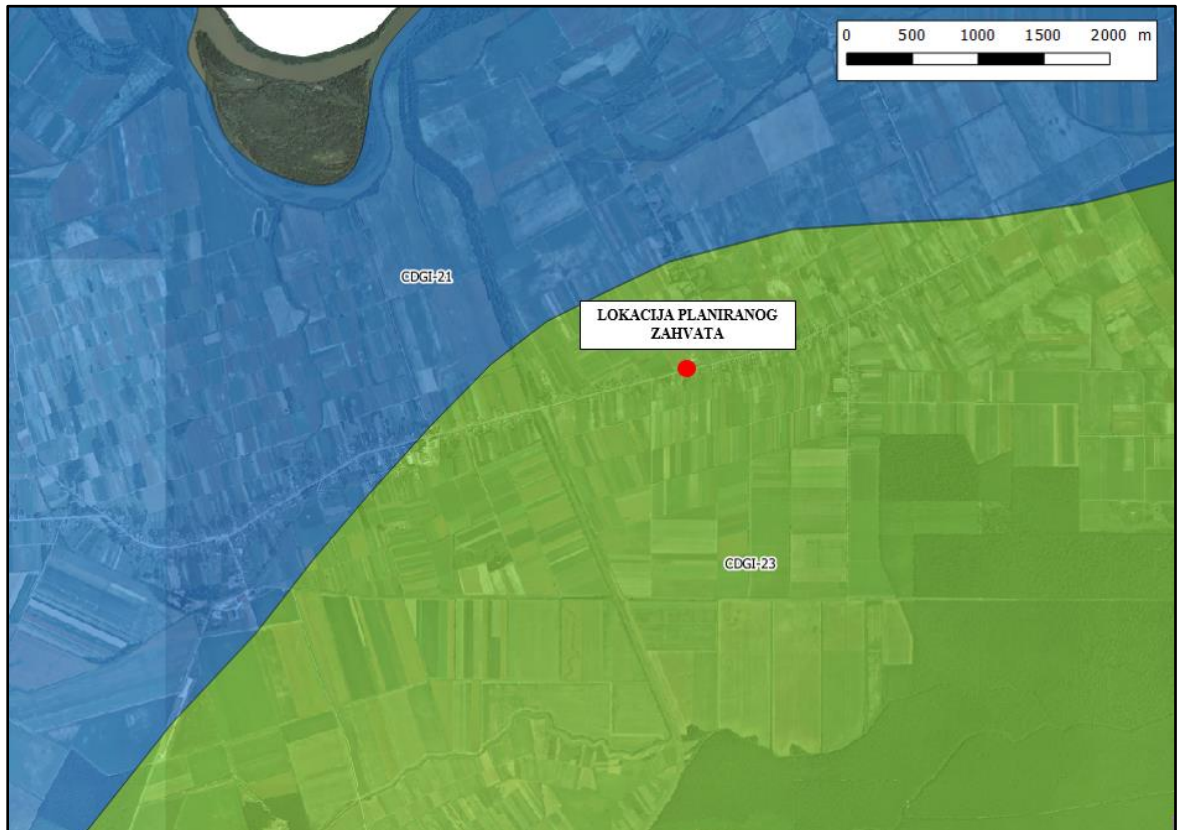 0 500 1000 1500 2000 m
CDGI-21
LOKACIJA PLANIRANOG
ZAHVATA
CDGI-23